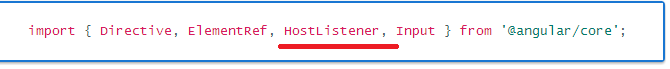 import { Directive, ElementRef, HostListener, Input } from '@angular/core';